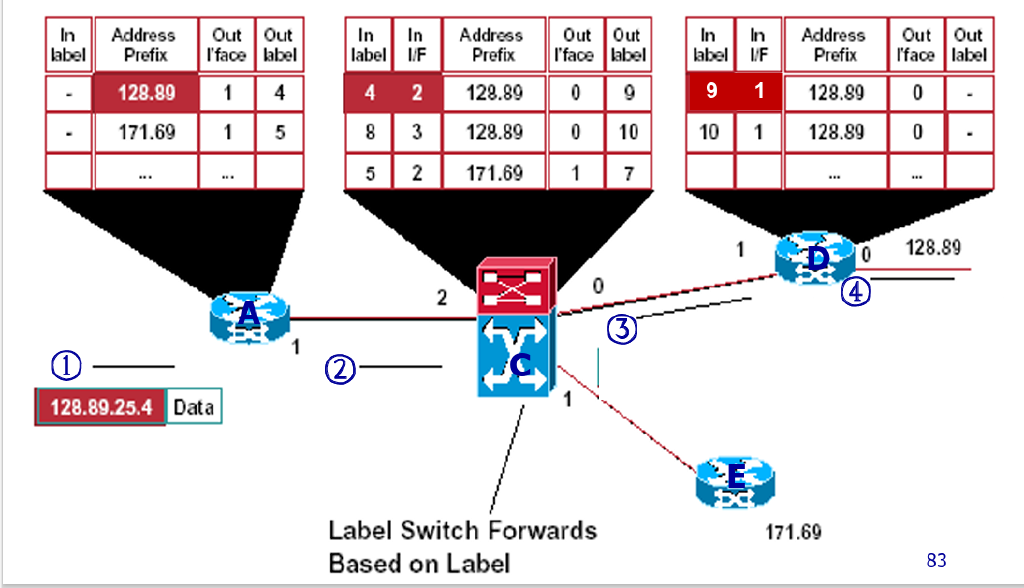 In label Address Prefix Out I'face Out label
- 128.89 1 4
- 171.69 1 5
... ...
In label In I/F Address Prefix Out I'face Out label
4 2 128.89 0 9
8 3 128.89 0 10
5 2 171.69 1 7
In label In I/F Address Prefix Out I'face Out label
9 1 128.89 0 -
10 1 128.89 0 -
... ...
1 D 0 128.89
④
2 0
A
③
1
① ② C
128.89.25.4 Data
1
E
Label Switch Forwards
Based on Label
171.69
83